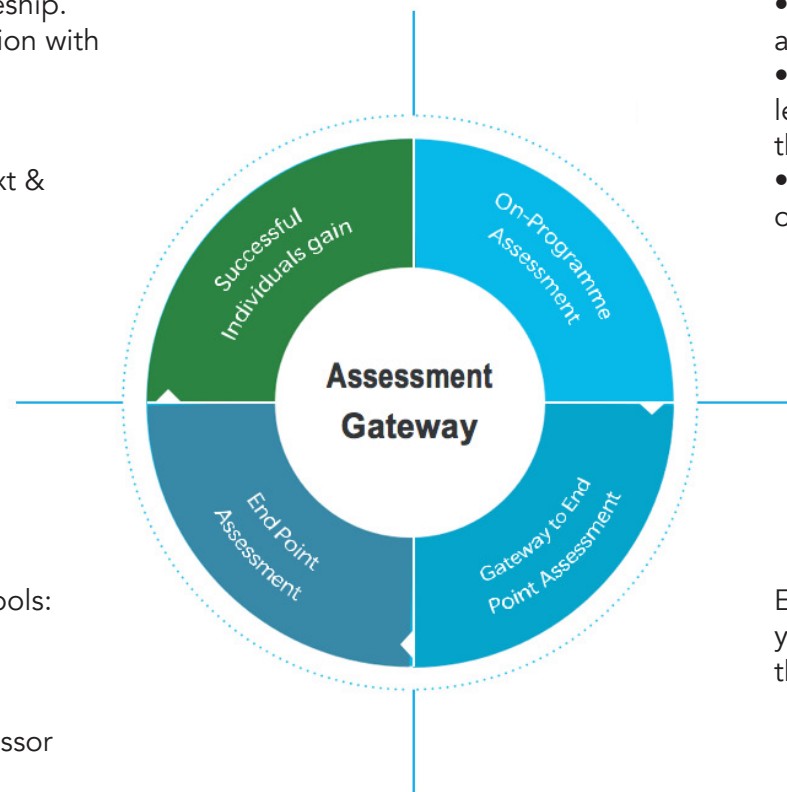 eship.
ion with
xt &
ools:
ssor
•
a
•
le
th
•
o
Successful
Individuals gain
On-Programme
Assessment
Assessment
Gateway
End Point
Assessment
Gateway to End
Point Assessment
E
y
th